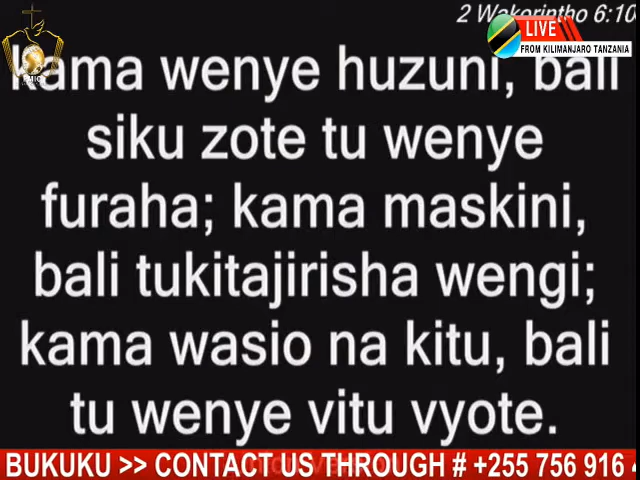 2 Wakorintho 6:10
LIVE
FROM KILIMANJARO TANZANIA
kama wenye huzuni, bali
siku zote tu wenye
furaha; kama maskini,
bali tukitajirisha wengi;
kama wasio na kitu, bali
tu wenye vitu vyote.
BUKUKU >> CONTACT US THROUGH # +255 756 916